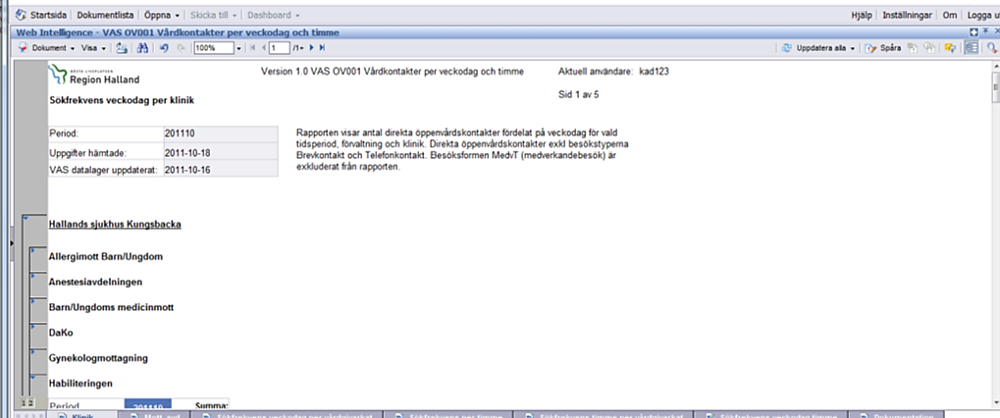 Startsida Dokumentlista Öppna Skicka till Dashboard Hjälp Inställningar Om Logga u
Web Intelligence - VAS OV001 Vårdkontakter per veckodag och timme
Dokument Visa 100% 1 /1+ Uppdatera alla Spåra
BÄSTA LIVSPLATSEN
Region Halland
Version 1.0 VAS OV001 Vårdkontakter per veckodag och timme
Aktuell användare: kad123
Sid 1 av 5
Sökfrekvens veckodag per klinik
Period: 201110
Uppgifter hämtade: 2011-10-18
VAS datalager uppdaterat: 2011-10-16
Rapporten visar antal direkta öppenvårdskontakter fördelat på veckodag för vald
tidsperiod, förvaltning och klinik. Direkta öppenvårdskontakter exkl besökstyperna
Brevkontakt och Telefonkontakt. Besöksformen MedvT (medverkandebesök) är
exkluderat från rapporten.
Hallands sjukhus Kungsbacka
Allergimott Barn/Ungdom
Anestesiavdelningen
Barn/Ungdoms medicinmott
DaKo
Gynekologmottagning
Habiliteringen
1 2
Period 201110 Summa:
Klinik Mott_avd Sökfrekvens veckodag per vårdgivarkat Sökfrekvens per timme Sökfrekvens timme per vårdgivarkat Sökfrekvens veckodag timme Dokumentation